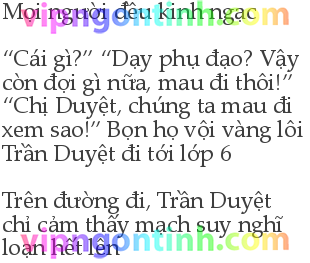 Mọi người đều kinh ngạc
“Cái gì?” “Dạy phụ đạo? Vậy
còn đợi gì nữa, mau đi thôi!”
“Chị Duyệt, chúng ta mau đi
xem sao!” Bọn họ vội vàng lôi
Trần Duyệt đi tới lớp 6
Trên đường đi, Trần Duyệt
chỉ cảm thấy mạch suy nghĩ
loạn hết lên
vipngontinh.com
vipngontinh.com
vipngontinh.com